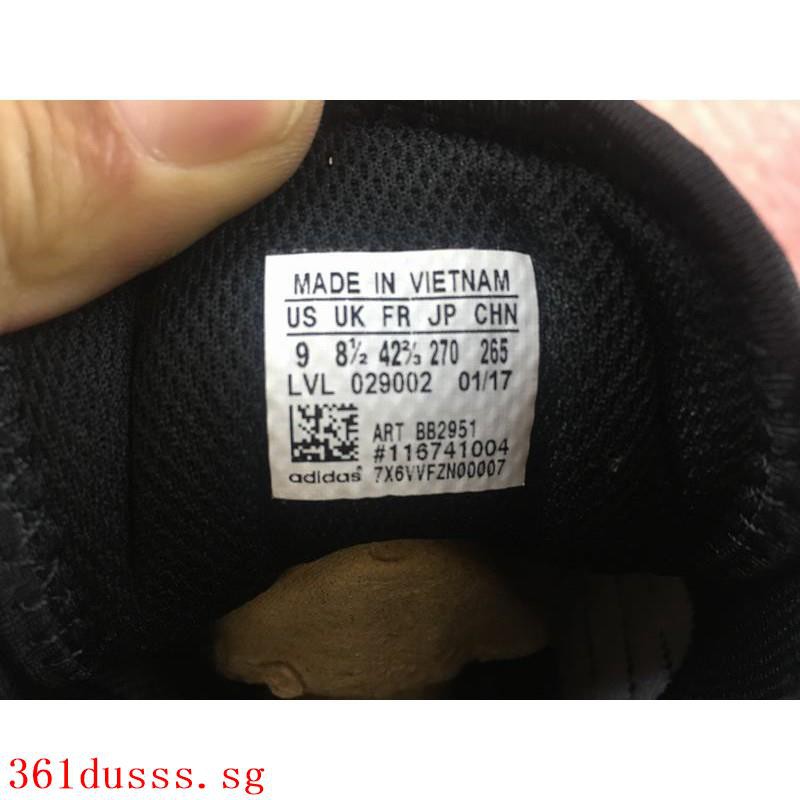 MADE IN VIETNAM
US UK FR JP CHN
9 8½ 42⅔ 270 265
LVL 029002 01/17
ART BB2951
#116741004
adidas 7X6VVFZN00007
361dusss.sg